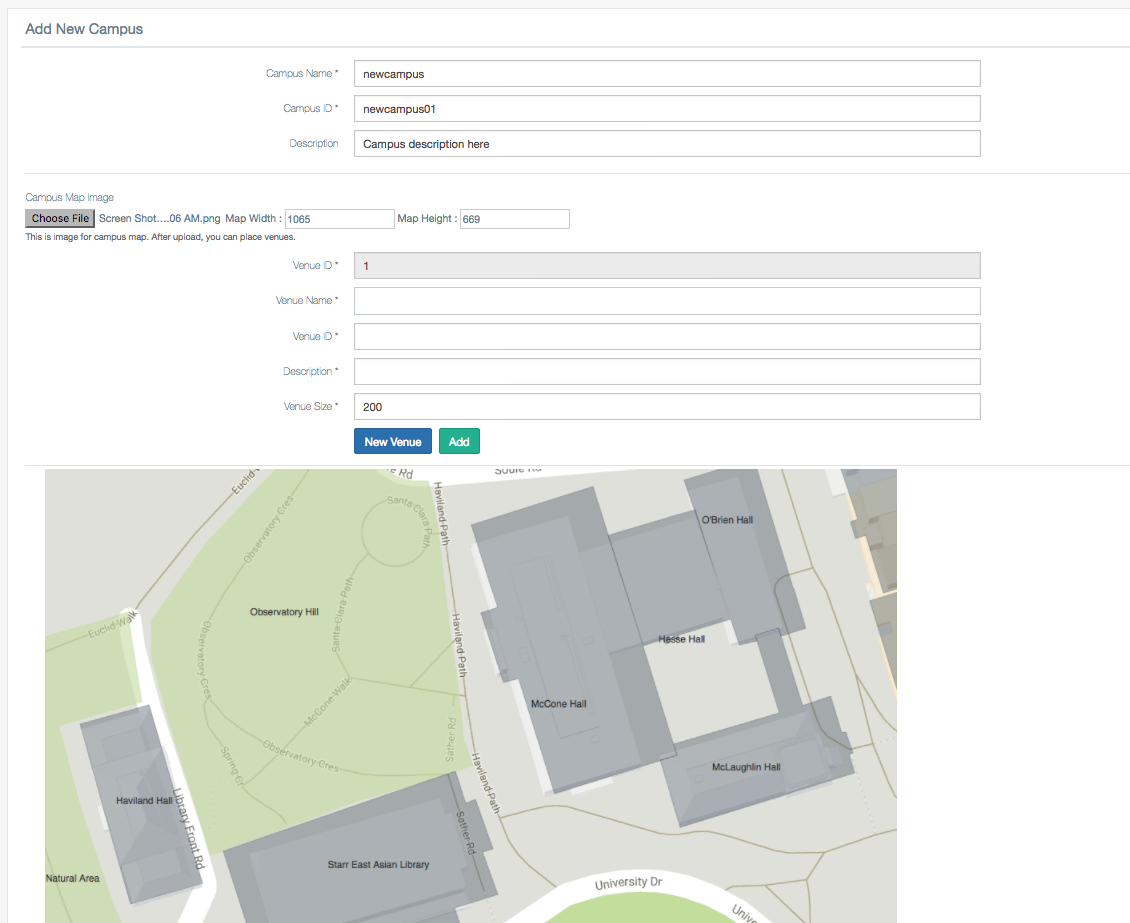 Add New Campus
Campus Name *
newcampus
Campus ID *
newcampus01
Description
Campus description here
Campus Map Image
Choose File Screen Shot....06 AM.png Map Width : 1065 Map Height : 669
This is image for campus map. After upload, you can place venues.
Venue ID *
1
Venue Name *
Venue ID *
Description *
Venue Size *
200
New Venue Add
Rd
Haviland Path
Santa Clara Path
O'Brien Hall
Observatory Cres
Observatory Hill
Euclid Walk
Santa Clara Path
Haviland Path
Observatory Cres
Hesse Hall
McCone Walk
McCone Hall
Sather Rd
Observatory Cres
Spring Cr
Haviland Path
McLaughlin Hall
Haviland Hall
Library Front Rd
Sather Rd
Starr East Asian Library
Natural Area
University Dr